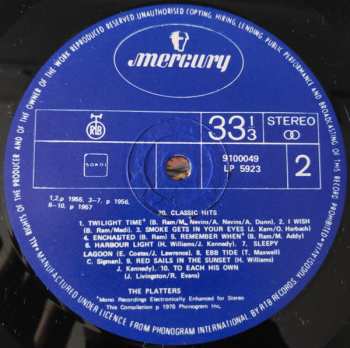 mercury
RTB
33 1/3 STEREO
SOKOJ
9100049
LP 5923
2
1,2,p 1955, 3-7, p 1956,
8-10, p 1957
20. CLASSIC HITS
1. TWILIGHT TIME* (B. Ram/M. Nevins/A. Nevins/A. Dunn). 2. I WISH
(B. Ram/Madi). 3. SMOKE GETS IN YOUR EYES (J. Kern/O. Harbach)
4. ENCHANTED (B. Ram) 5. REMEMBER WHEN* (B. Ram/M. Addy)
6. HARBOUR LIGHT (H. Williams/J. Kennedy). 7. SLEEPY
LAGOON (E. Coates/J. Lawrence). 8. EBB TIDE (T. Maxwell/
C. Sigman). 9. RED SAILS IN THE SUNSET (H. Williams/
J. Kennedy). 10. TO EACH HIS OWN
(J. Livingston/R. Evans)
THE PLATTERS
*Mono Recordings Electronically Enhanced for Stereo
This Compilation p 1976 Phonogram Inc.
ALL RIGHTS OF THE PRODUCER AND OF THE OWNER OF THE WORK REPRODUCED RESERVED. UNAUTHORISED COPYING, HIRING, LENDING, PUBLIC PERFORMANCE AND BROADCASTING OF THIS RECORD PROHIBITED
MANUFACTURED UNDER LICENCE FROM PHONOGRAM INTERNATIONAL BY RTB RECORDS, YUGOSLAVIA